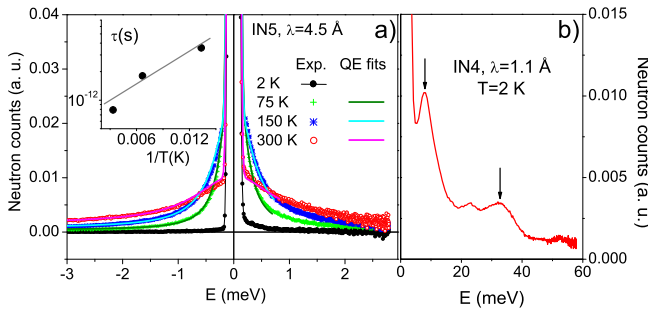 0.04
0.03
0.02
0.01
0.00
Neutron counts (a. u.)
τ(s)
10⁻¹²
0.006
0.012
1/T(K)
IN5, λ=4.5 Å
a)
Exp.
QE fits
2 K
75 K
150 K
300 K
-3
-2
-1
0
1
2
E (meV)
b)
IN4, λ=1.1 Å
T=2 K
0.015
0.010
0.005
0.000
Neutron counts (a. u.)
0
20
40
60
E (meV)